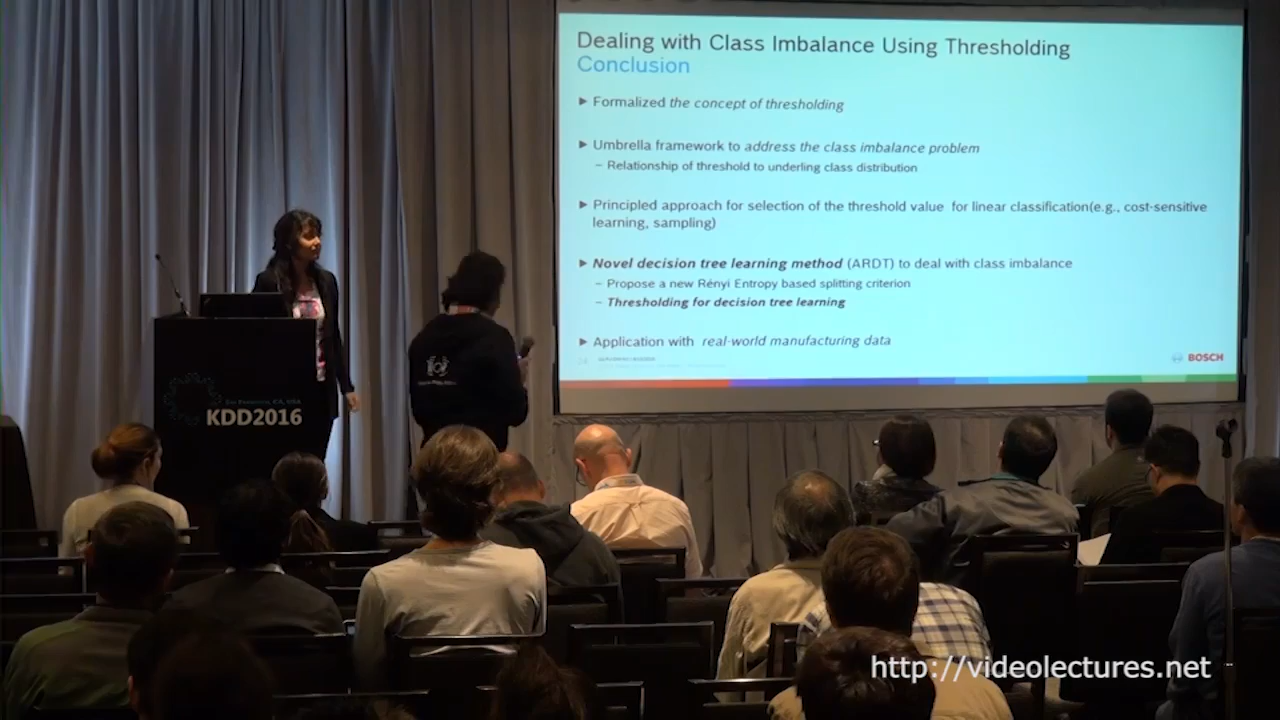 Dealing with Class Imbalance Using Thresholding
Conclusion
► Formalized the concept of thresholding
► Umbrella framework to address the class imbalance problem
– Relationship of threshold to underling class distribution
► Principled approach for selection of the threshold value for linear classification(e.g., cost-sensitive
learning, sampling)
► Novel decision tree learning method (ARDT) to deal with class imbalance
– Propose a new Rényi Entropy based splitting criterion
– Thresholding for decision tree learning
► Application with real-world manufacturing data
BOSCH
San Francisco, CA, USA
KDD2016
http://videolectures.net